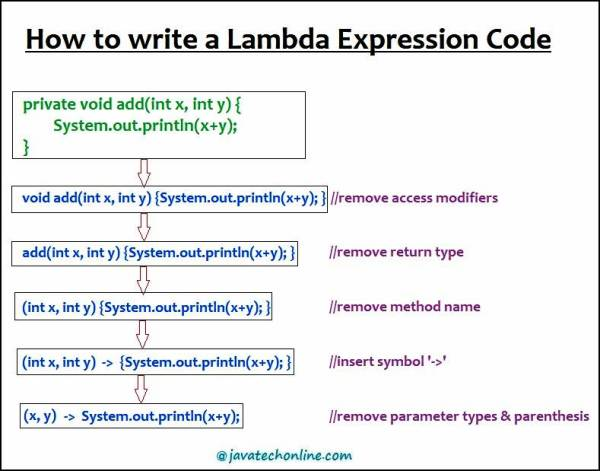 How to write a Lambda Expression Code
private void add(int x, int y) {
System.out.println(x+y);
}
void add(int x, int y) {System.out.println(x+y); } //remove access modifiers
add(int x, int y) {System.out.println(x+y); } //remove return type
(int x, int y) {System.out.println(x+y); } //remove method name
(int x, int y) -> {System.out.println(x+y); } //insert symbol '->'
(x, y) -> System.out.println(x+y); //remove parameter types & parenthesis
@javatechonline.com